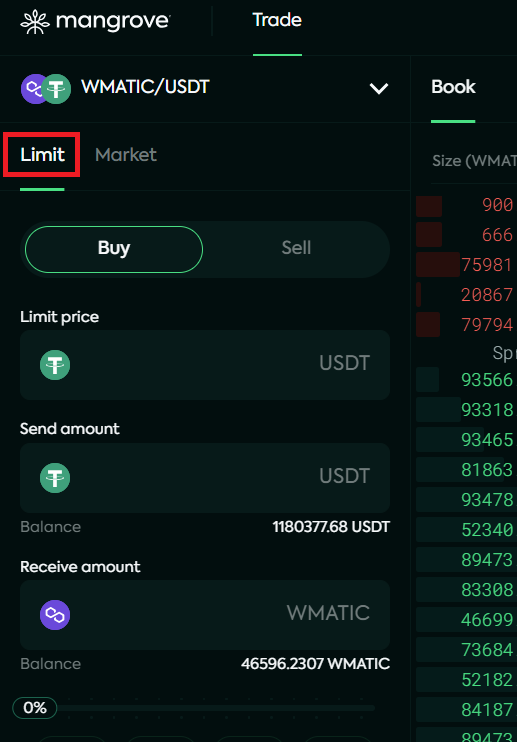 mangrove
Trade
WMATIC/USDT
Book
Limit
Market
Size (WMAT
Buy
Sell
900
666
75981
20867
79794
Spr
Limit price
USDT
93566
93318
93465
81863
93478
52340
89473
83308
46699
73684
52182
84187
89473
Send amount
USDT
Balance
1180377.68 USDT
Receive amount
WMATIC
Balance
46596.2307 WMATIC
0%